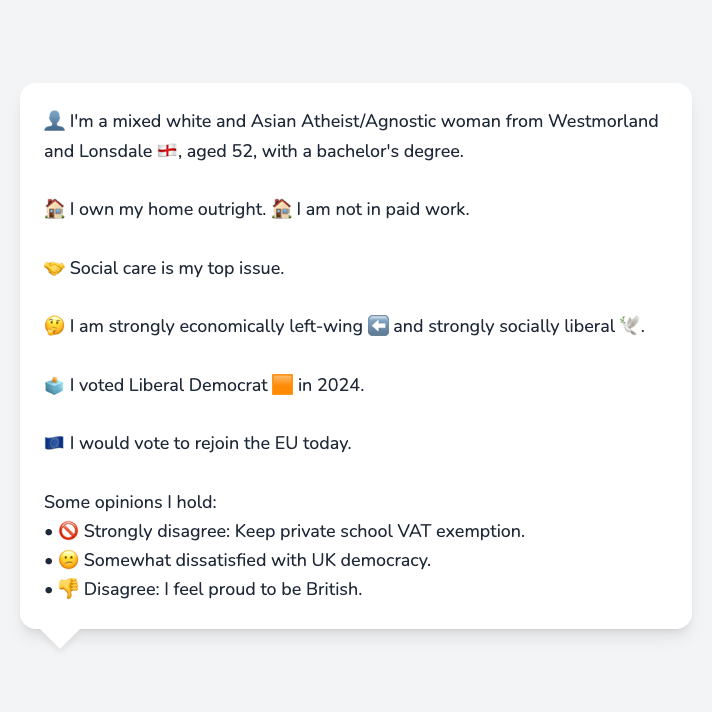 👤 I'm a mixed white and Asian Atheist/Agnostic woman from Westmorland
and Lonsdale 🏴󠁧󠁢󠁥󠁮󠁧󠁿, aged 52, with a bachelor's degree.
🏠 I own my home outright. 🏠 I am not in paid work.
🤝 Social care is my top issue.
🤔 I am strongly economically left-wing ⬅️ and strongly socially liberal 🕊️.
🗳️ I voted Liberal Democrat 🟧 in 2024.
🇪🇺 I would vote to rejoin the EU today.
Some opinions I hold:
• 🚫 Strongly disagree: Keep private school VAT exemption.
• 🙁 Somewhat dissatisfied with UK democracy.
• 👎 Disagree: I feel proud to be British.